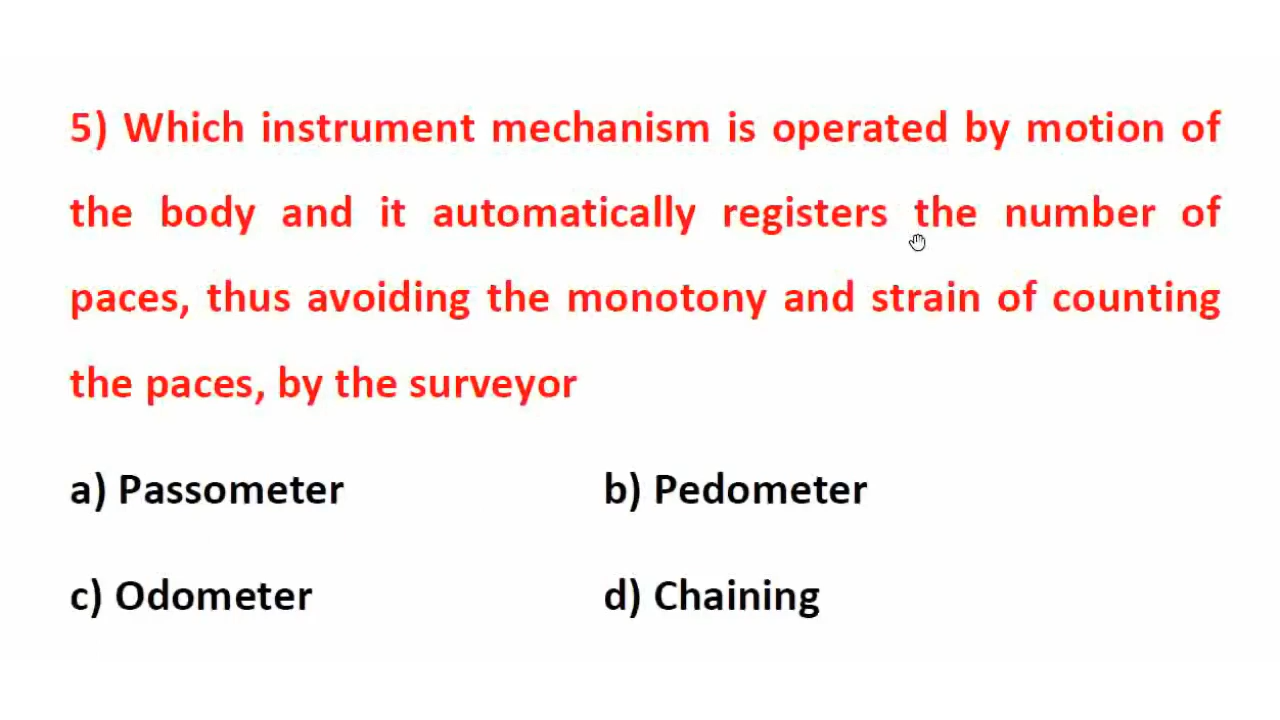 5) Which instrument mechanism is operated by motion of
the body and it automatically registers the number of
paces, thus avoiding the monotony and strain of counting
the paces, by the surveyor
a) Passometer b) Pedometer
c) Odometer d) Chaining